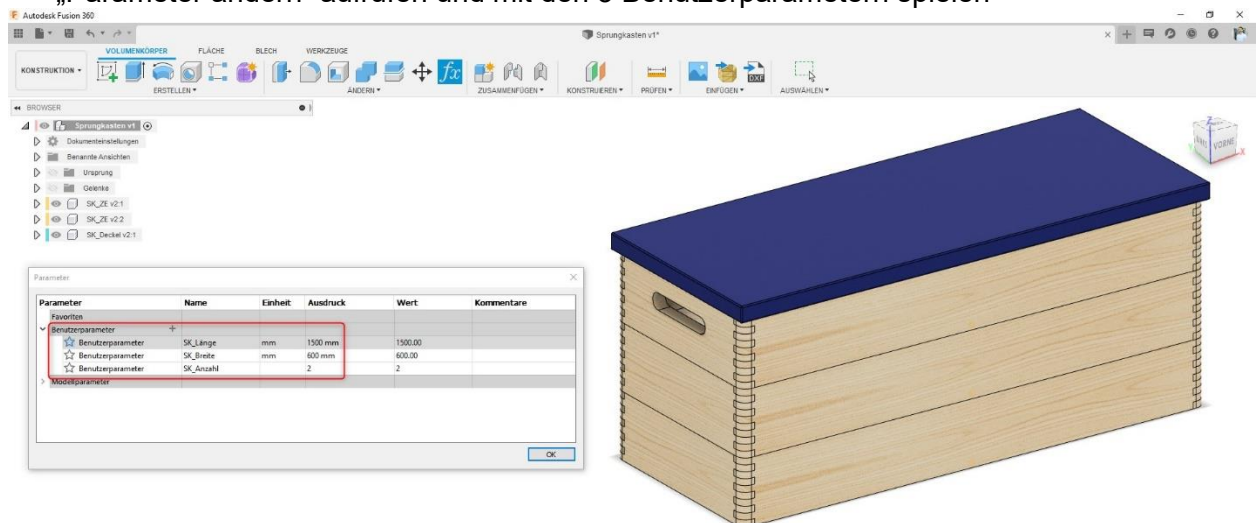 „Parameter ändern“ aufrufen und mit den 3 Benutzerparametern spielen
Autodesk Fusion 360
Sprungkasten v1*
VOLUMENKÖRPER FLÄCHE BLECH WERKZEUGE
KONSTRUKTION
fx
DXF
ERSTELLEN ÄNDERN ZUSAMMENFÜGEN KONSTRUIEREN PRÜFEN EINFÜGEN AUSWÄHLEN
BROWSER
Sprungkasten v1
Dokumenteinstellungen
Benannte Ansichten
Ursprung
Gelenke
SK_ZE v2:1
SK_ZE v2:2
SK_Deckel v2:1
Z
LINKS VORNE
X
Parameter
Parameter Name Einheit Ausdruck Wert Kommentare
Favoriten
Benutzerparameter +
Benutzerparameter SK_Länge mm 1500 mm 1500.00
Benutzerparameter SK_Breite mm 600 mm 600.00
Benutzerparameter SK_Anzahl 2 2
Modellparameter
OK